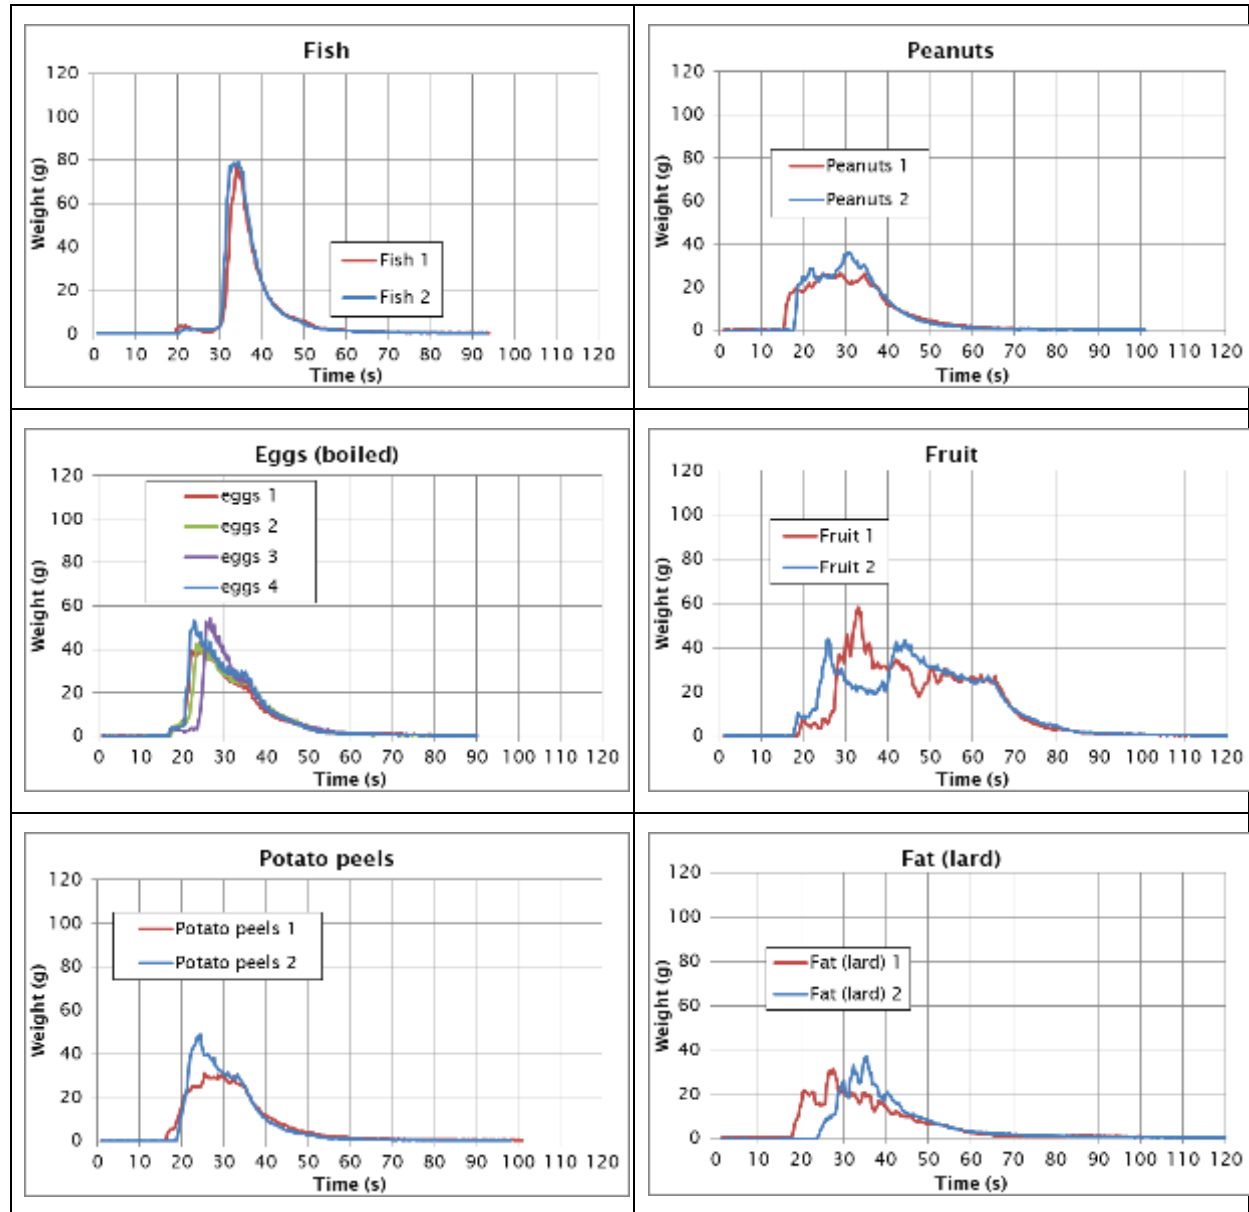 Fish
120
100
80
60
40
20
0
Weight (g)
Fish 1
Fish 2
0 10 20 30 40 50 60 70 80 90 100 110 120
Time (s)
Peanuts
120
100
80
60
40
20
0
Weight (g)
Peanuts 1
Peanuts 2
0 10 20 30 40 50 60 70 80 90 100 110 120
Time (s)
Eggs (boiled)
120
100
80
60
40
20
0
Weight (g)
eggs 1
eggs 2
eggs 3
eggs 4
0 10 20 30 40 50 60 70 80 90 100 110 120
Time (s)
Fruit
120
100
80
60
40
20
0
Weight (g)
Fruit 1
Fruit 2
0 10 20 30 40 50 60 70 80 90 100 110 120
Time (s)
Potato peels
120
100
80
60
40
20
0
Weight (g)
Potato peels 1
Potato peels 2
0 10 20 30 40 50 60 70 80 90 100 110 120
Time (s)
Fat (lard)
120
100
80
60
40
20
0
Weight (g)
Fat (lard) 1
Fat (lard) 2
0 10 20 30 40 50 60 70 80 90 100 110 120
Time (s)